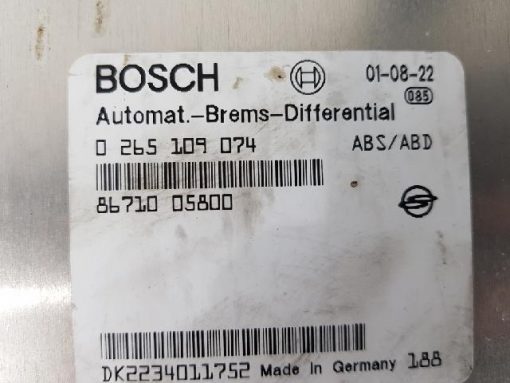 BOSCH 01-08-22
085
Automat.-Brems-Differential
0 265 109 074 ABS/ABD
86710 05800
DK2234011752 Made In Germany 188